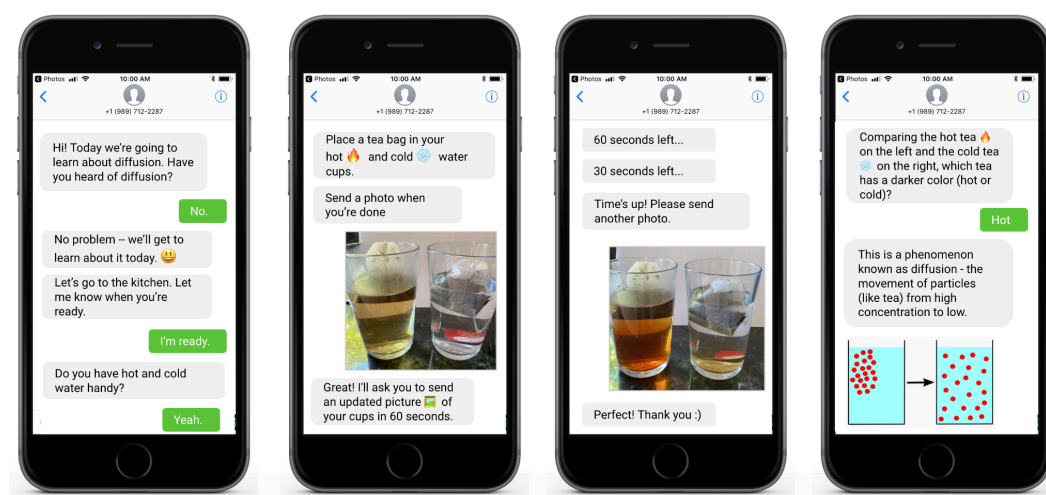 Photos 10:00 AM
+1 (989) 712-2287
Hi! Today we're going to
learn about diffusion. Have
you heard of diffusion?
No.
No problem – we'll get to
learn about it today. 😃
Let's go to the kitchen. Let
me know when you're
ready.
I'm ready.
Do you have hot and cold
water handy?
Yeah.
Photos 10:00 AM
+1 (989) 712-2287
Place a tea bag in your
hot 🔥 and cold ❄️ water
cups.
Send a photo when
you're done
Great! I'll ask you to send
an updated picture 🖼️ of
your cups in 60 seconds.
Photos 10:00 AM
+1 (989) 712-2287
60 seconds left...
30 seconds left...
Time's up! Please send
another photo.
Perfect! Thank you :)
Photos 10:00 AM
+1 (989) 712-2287
Comparing the hot tea 🔥
on the left and the cold tea
❄️ on the right, which tea
has a darker color (hot or
cold)?
Hot
This is a phenomenon
known as diffusion - the
movement of particles
(like tea) from high
concentration to low.